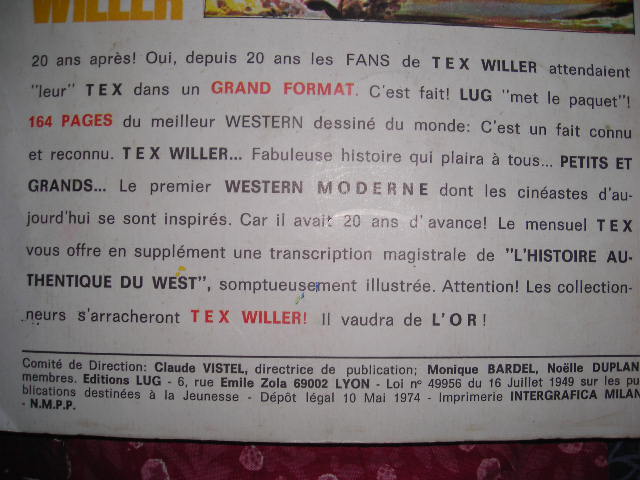 WILLER
20 ans après! Oui, depuis 20 ans les FANS de TEX WILLER attendaient
"leur" TEX dans un GRAND FORMAT. C'est fait! LUG "met le paquet"!
164 PAGES du meilleur WESTERN dessiné du monde: C'est un fait connu
et reconnu. TEX WILLER... Fabuleuse histoire qui plaira à tous... PETITS ET
GRANDS... Le premier WESTERN MODERNE dont les cinéastes d'au-
jourd'hui se sont inspirés. Car il avait 20 ans d'avance! Le mensuel TEX
vous offre en supplément une transcription magistrale de "L'HISTOIRE AU-
THENTIQUE DU WEST", somptueusement illustrée. Attention! Les collection-
neurs s'arracheront TEX WILLER! Il vaudra de L'OR!
Comité de Direction: Claude VISTEL, directrice de publication; Monique BARDEL, Noëlle DUPLAN
membres. Editions LUG - 6, rue Emile Zola 69002 LYON - Loi nº 49956 du 16 Juillet 1949 sur les pu
blications destinées à la Jeunesse - Dépôt légal 10 Mai 1974 - Imprimerie INTERGRAFICA MILAN
- N.M.P.P.